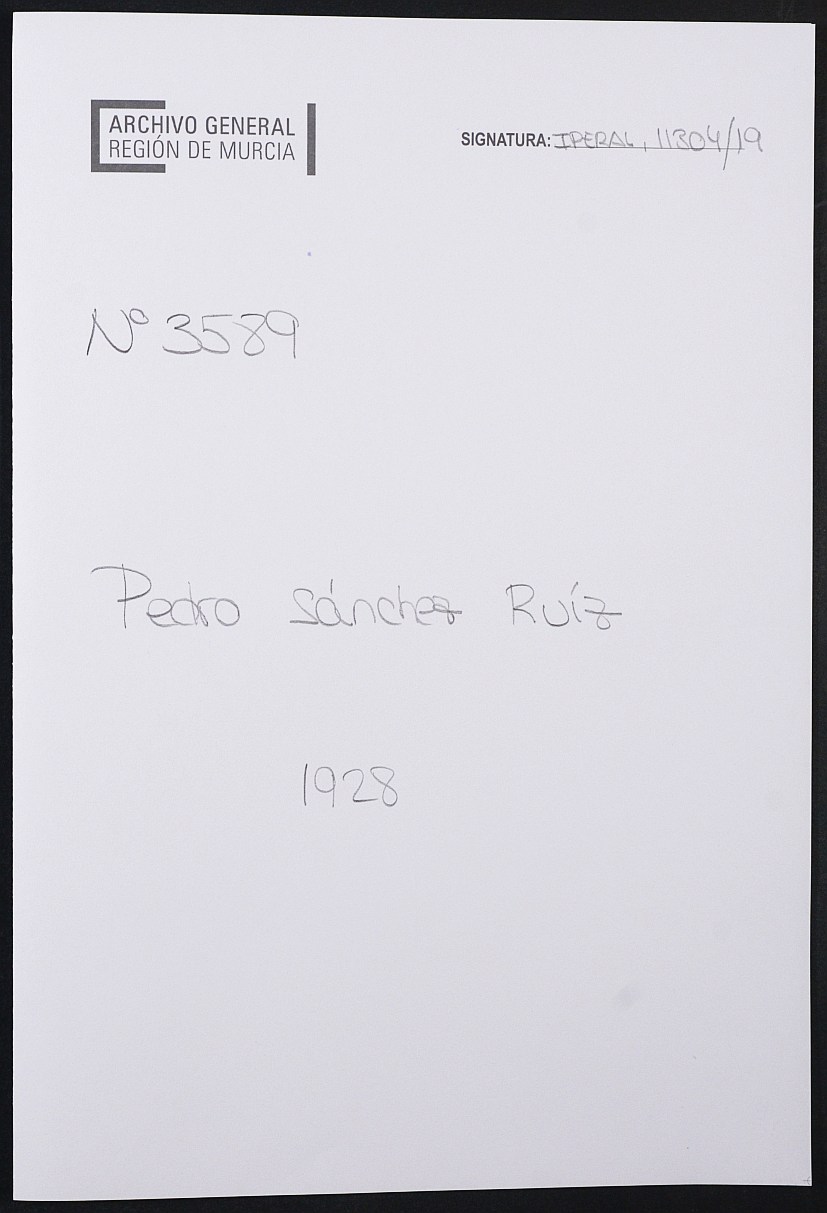 ARCHIVO GENERAL
REGIÓN DE MURCIA
SIGNATURA: IPERAL, 11304/19
Nº 3589
Pedro Sánchez Ruíz
1928